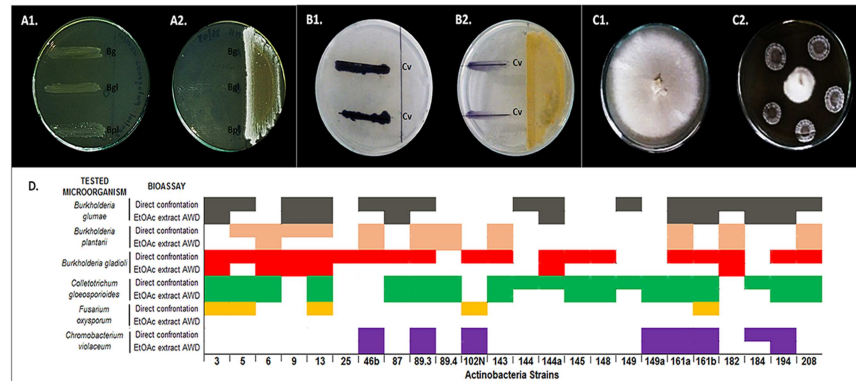 A1.
A2.
B1.
B2.
C1.
C2.
Bg
Bgl
Bpl
Bg
Bgl
Bpl
Cv
Cv
Cv
Cv
D.
TESTED MICROORGANISM
BIOASSAY
Burkholderia glumae
Direct confrontation
EtOAc extract AWD
Burkholderia plantarii
Direct confrontation
EtOAc extract AWD
Burkholderia gladioli
Direct confrontation
EtOAc extract AWD
Colletotrichum gloeosporioides
Direct confrontation
EtOAc extract AWD
Fusarium oxysporum
Direct confrontation
EtOAc extract AWD
Chromobacterium violaceum
Direct confrontation
EtOAc extract AWD
3 5 6 9 13 25 46b 87 89.3 89.4 102N 143 144 144a 145 148 149 149a 161a 161b 182 184 194 208
Actinobacteria Strains